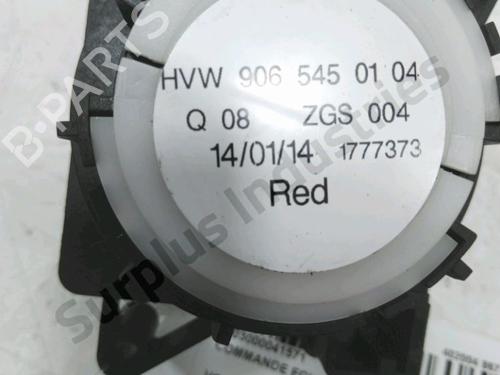 HVW 906 545 01 04
Q 08 ZGS 004
14/01/14 1777373
Red
B-PARTS
Surplus Industries
COMMANDE